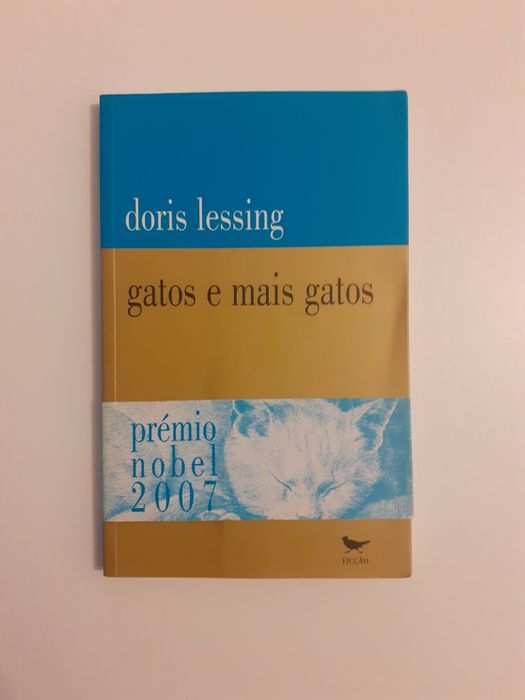 doris lessing
gatos e mais gatos
prémio
nobel
2007
FICÇÃO